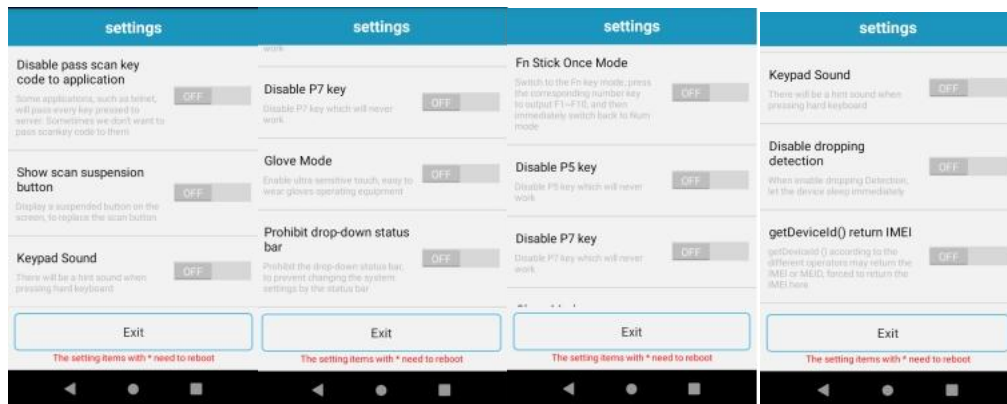 settings
Disable pass scan key
code to application
Some applications, such as telnet,
will pass every key pressed to
server. Sometimes we don't want to
pass scankey code to them
OFF
Show scan suspension
button
Display a suspended button on the
screen, to replace the scan button
OFF
Keypad Sound
There will be a hint sound when
pressing hard keyboard
OFF
Exit
The setting items with * need to reboot
settings
work
Disable P7 key
Disable P7 key which will never
work
OFF
Glove Mode
Enable ultra sensitive touch, easy to
wear gloves operating equipment
OFF
Prohibit drop-down status
bar
Prohibit the drop-down status bar,
to prevent changing the system
settings by the status bar
OFF
Exit
The setting items with * need to reboot
settings
Fn Stick Once Mode
Switch to the Fn key mode, press
the corresponding number key
to output F1~F10, and then
immediately switch back to Num
mode
OFF
Disable P5 key
Disable P5 key which will never
work
OFF
Disable P7 key
Disable P7 key which will never
work
OFF
Exit
The setting items with * need to reboot
settings
Keypad Sound
There will be a hint sound when
pressing hard keyboard
OFF
Disable dropping
detection
When enable dropping Detection,
let the device sleep immediately
OFF
getDeviceId() return IMEI
getDeviceId () according to the
different operators may return the
IMEI or MEID, forced to return the
IMEI here
OFF
Exit
The setting items with * need to reboot